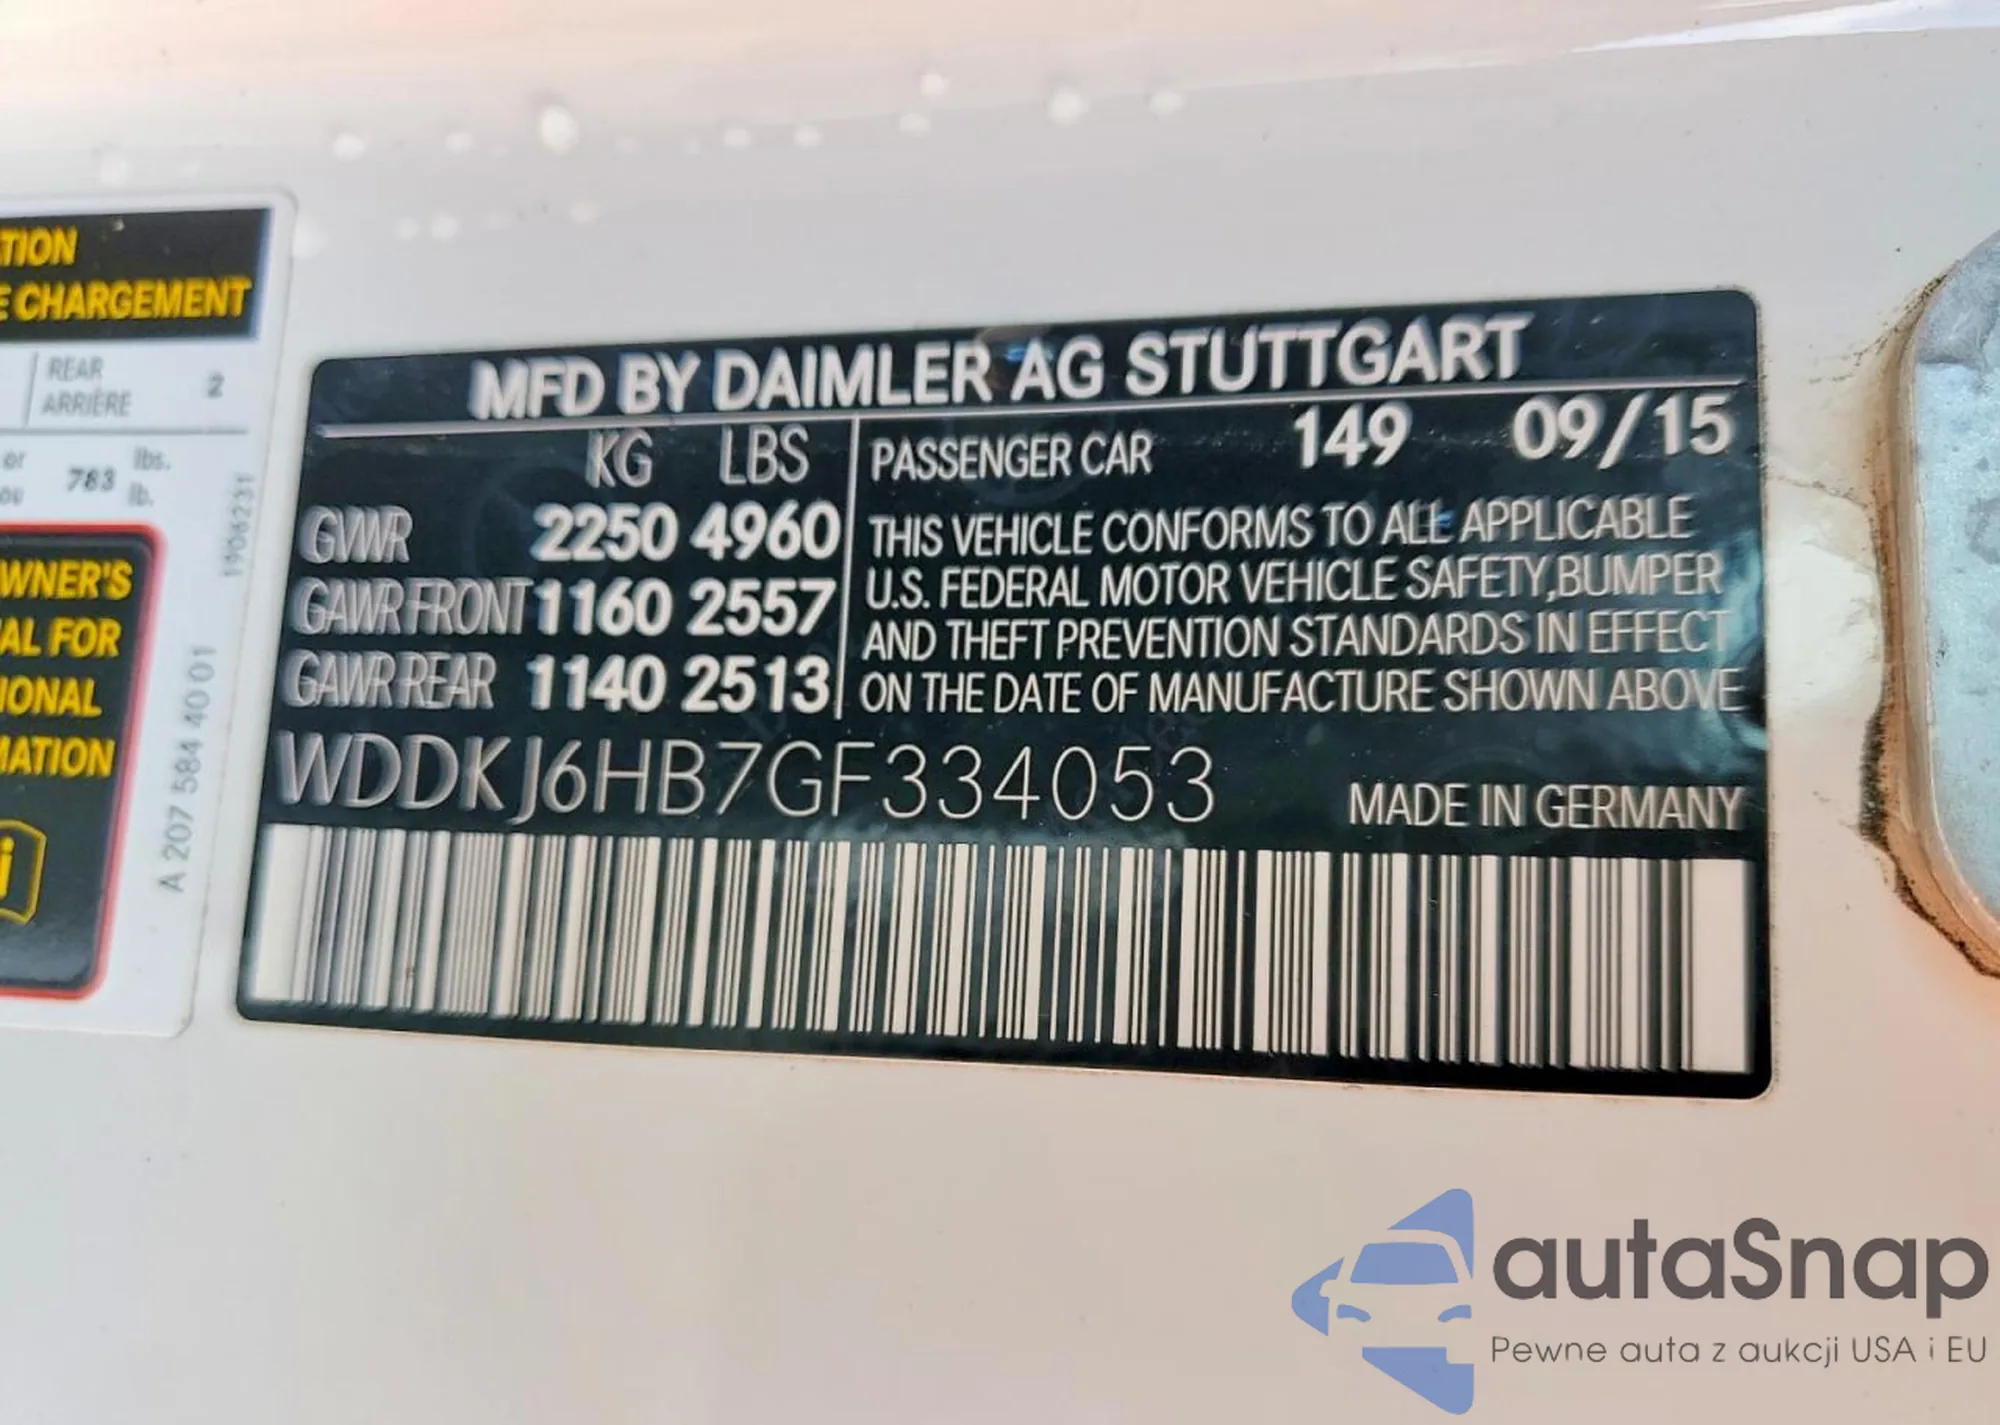 TION
E CHARGEMENT
REAR
ARRIÈRE
2
or
ou
783
lbs.
lb.
1906231
WNER'S
AL FOR
IONAL
MATION
i
A 207 584 40 01
MFD BY DAIMLER AG STUTTGART
KG LBS
GVWR 2250 4960
GAWR FRONT 1160 2557
GAWR REAR 1140 2513
PASSENGER CAR 149 09/15
THIS VEHICLE CONFORMS TO ALL APPLICABLE
U.S. FEDERAL MOTOR VEHICLE SAFETY,BUMPER
AND THEFT PREVENTION STANDARDS IN EFFECT
ON THE DATE OF MANUFACTURE SHOWN ABOVE
WDDKJ6HB7GF334053
MADE IN GERMANY
autaSnap
Pewne auta z aukcji USA i EU